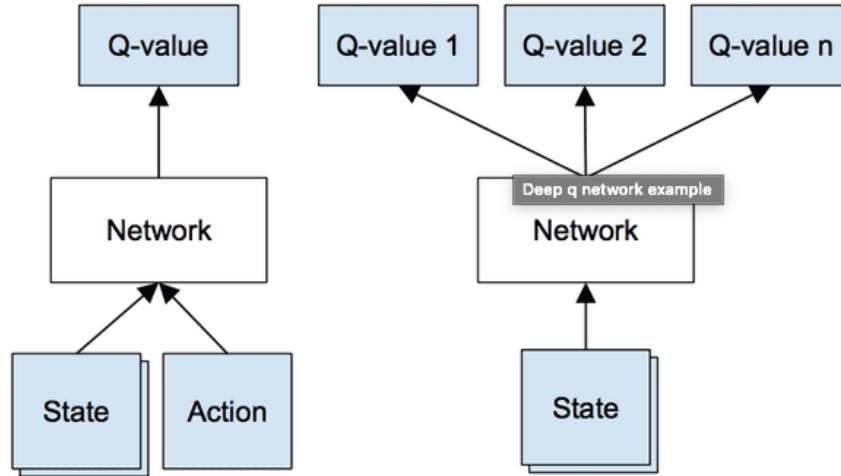 Q-value
Q-value 1
Q-value 2
Q-value n
Deep q network example
Network
Network
State
Action
State